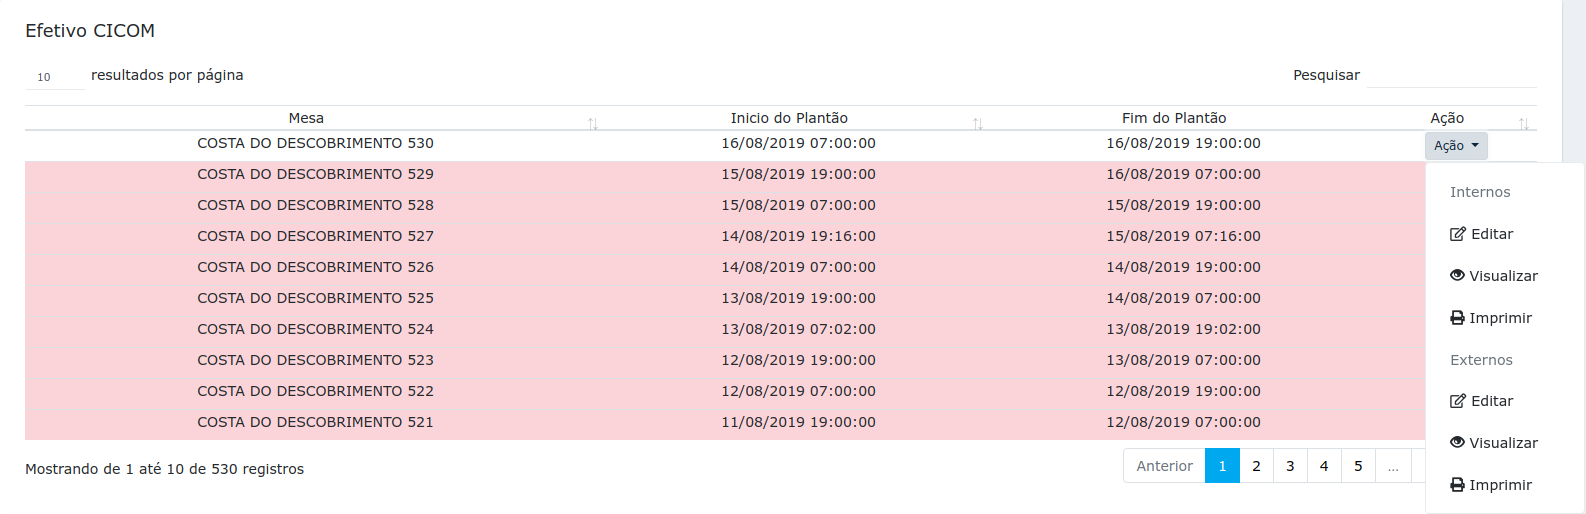 Efetivo CICOM
10 resultados por página Pesquisar
Mesa Inicio do Plantão Fim do Plantão Ação
COSTA DO DESCOBRIMENTO 530 16/08/2019 07:00:00 16/08/2019 19:00:00 Ação
COSTA DO DESCOBRIMENTO 529 15/08/2019 19:00:00 16/08/2019 07:00:00
COSTA DO DESCOBRIMENTO 528 15/08/2019 07:00:00 15/08/2019 19:00:00
COSTA DO DESCOBRIMENTO 527 14/08/2019 19:16:00 15/08/2019 07:16:00
COSTA DO DESCOBRIMENTO 526 14/08/2019 07:00:00 14/08/2019 19:00:00
COSTA DO DESCOBRIMENTO 525 13/08/2019 19:00:00 14/08/2019 07:00:00
COSTA DO DESCOBRIMENTO 524 13/08/2019 07:02:00 13/08/2019 19:02:00
COSTA DO DESCOBRIMENTO 523 12/08/2019 19:00:00 13/08/2019 07:00:00
COSTA DO DESCOBRIMENTO 522 12/08/2019 07:00:00 12/08/2019 19:00:00
COSTA DO DESCOBRIMENTO 521 11/08/2019 19:00:00 12/08/2019 07:00:00
Internos
Editar
Visualizar
Imprimir
Externos
Editar
Visualizar
Imprimir
Mostrando de 1 até 10 de 530 registros Anterior 1 2 3 4 5 ...